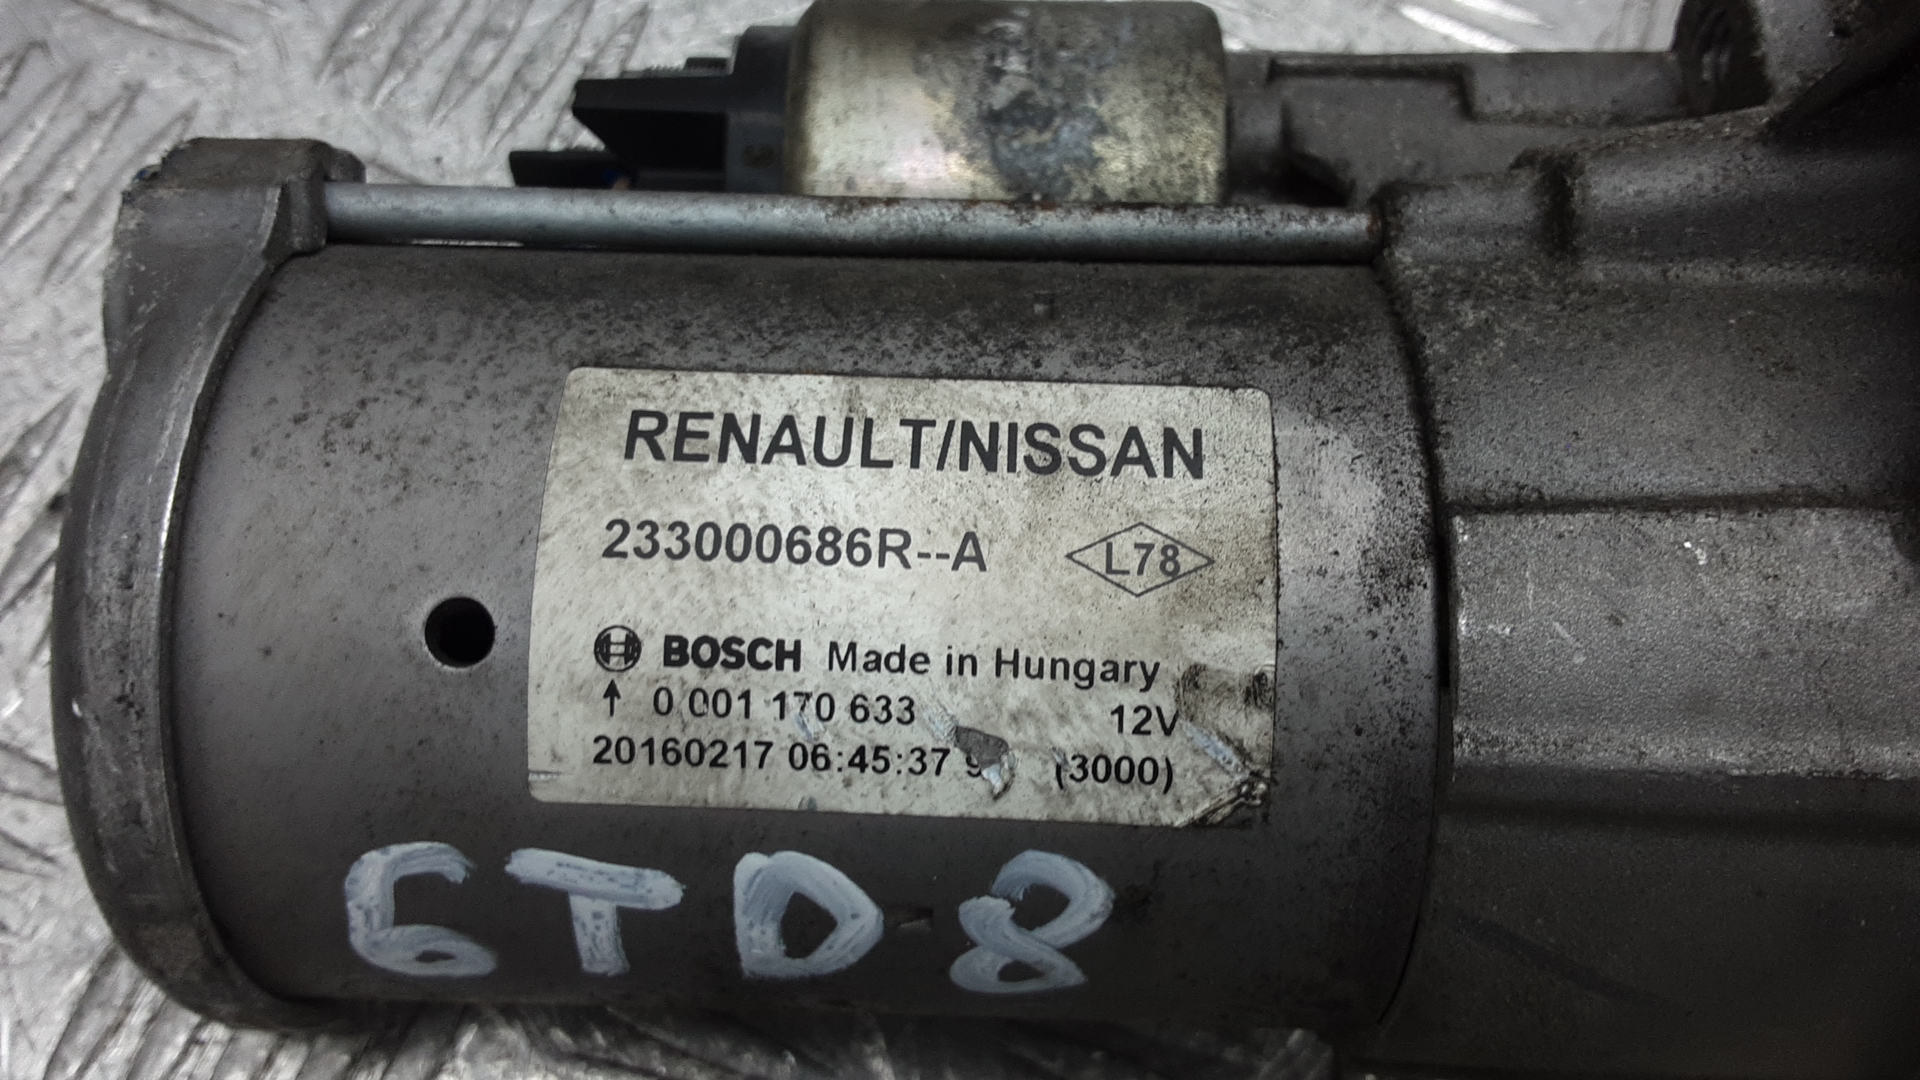 RENAULT/NISSAN
233000686R--A L78
BOSCH Made in Hungary
↑ 0 001 170 633 12V
20160217 06:45:37 (3000)
6TD8